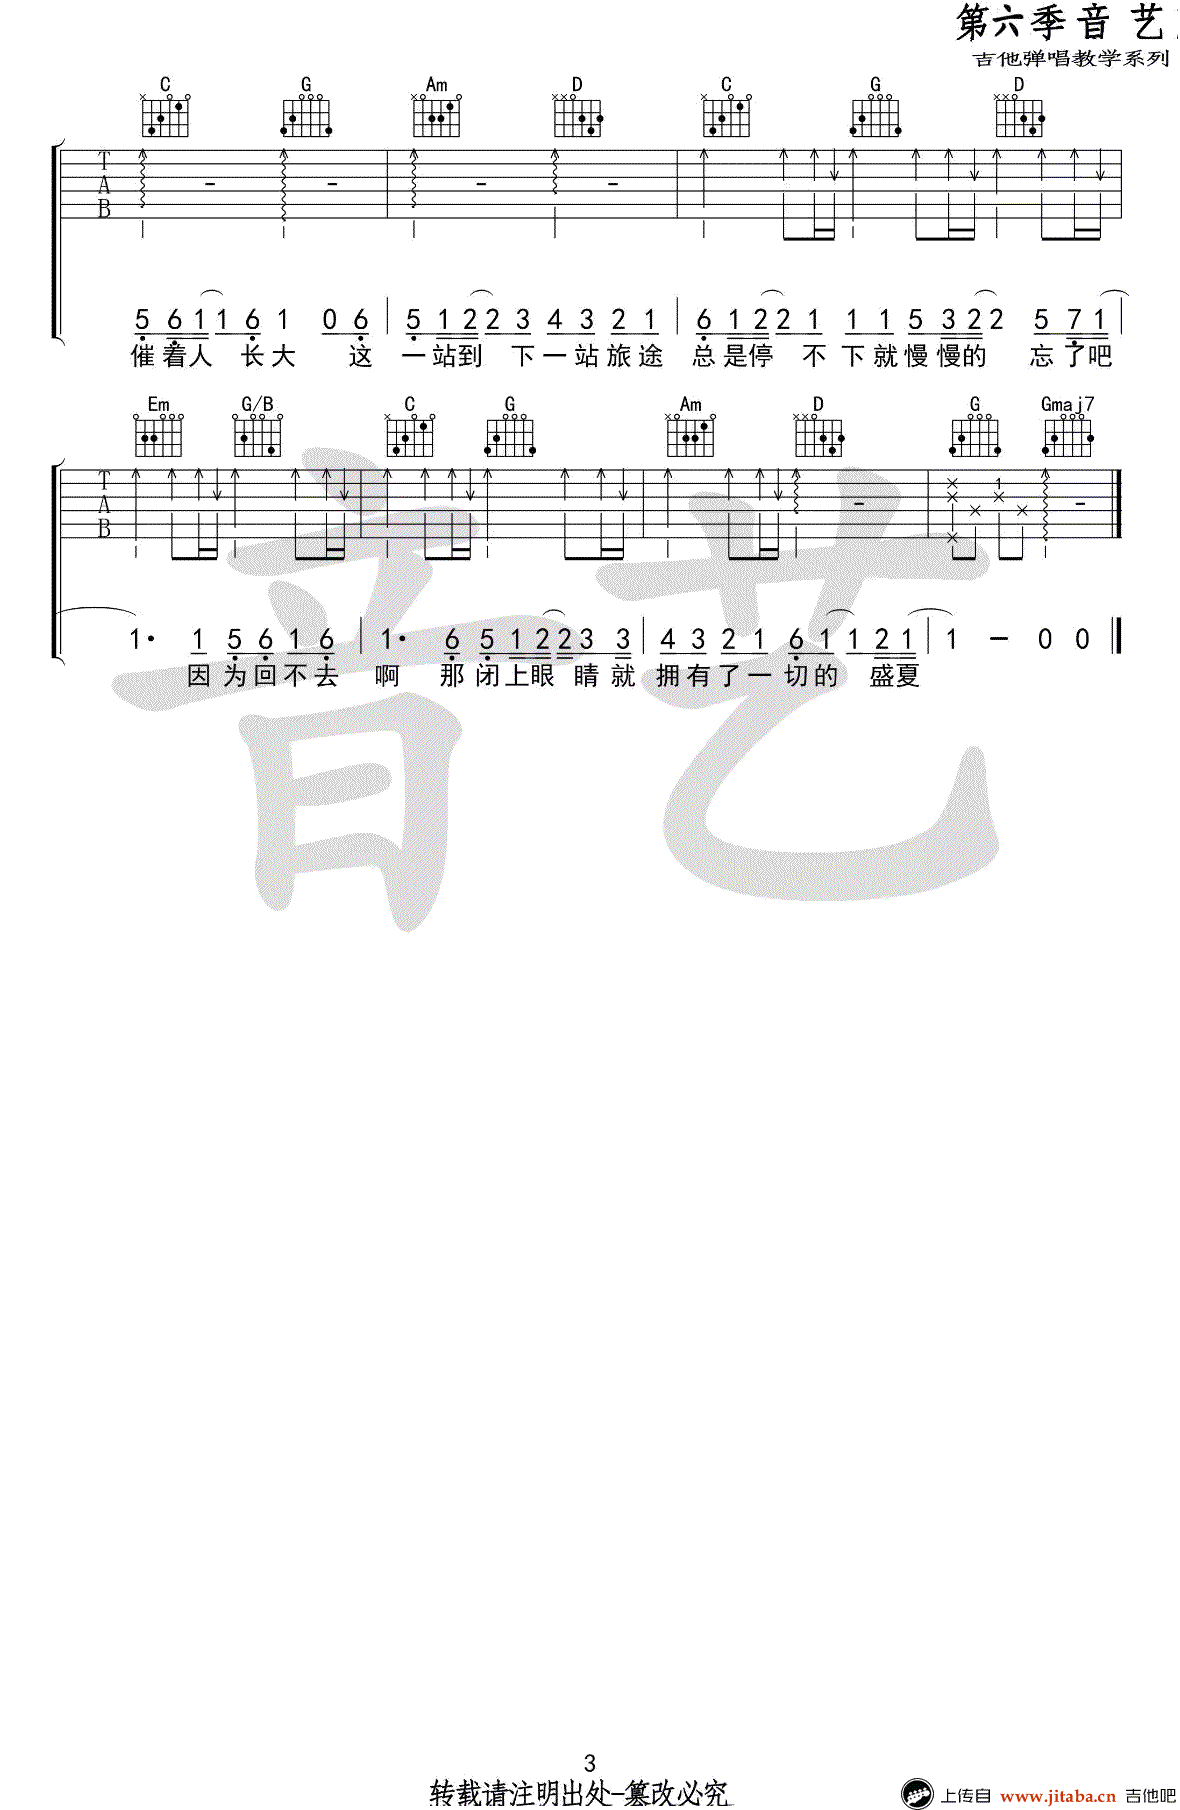 第六季音 艺
吉他弹唱教学系列
C G Am D C G D
T
A
B
5 6 1 1 6 1 0 6 5 1 2 2 3 4 3 2 1 6 1 2 2 1 1 1 5 3 2 2 5 7 1
催着人 长大 这 一站到 下一站旅途 总是停 不下就慢慢的 忘了吧
Em G/B C G Am D G Gmaj7
T
A
B
1
1· 1 5 6 1 6 1· 6 5 1 2 2 3 3 4 3 2 1 6 1 1 2 1 1 — 0 0
因为回不去 啊 那闭上眼 睛就 拥有了一切的 盛夏
音艺
3
转载请注明出处-篡改必究
上传自 www.jitaba.cn 吉他吧